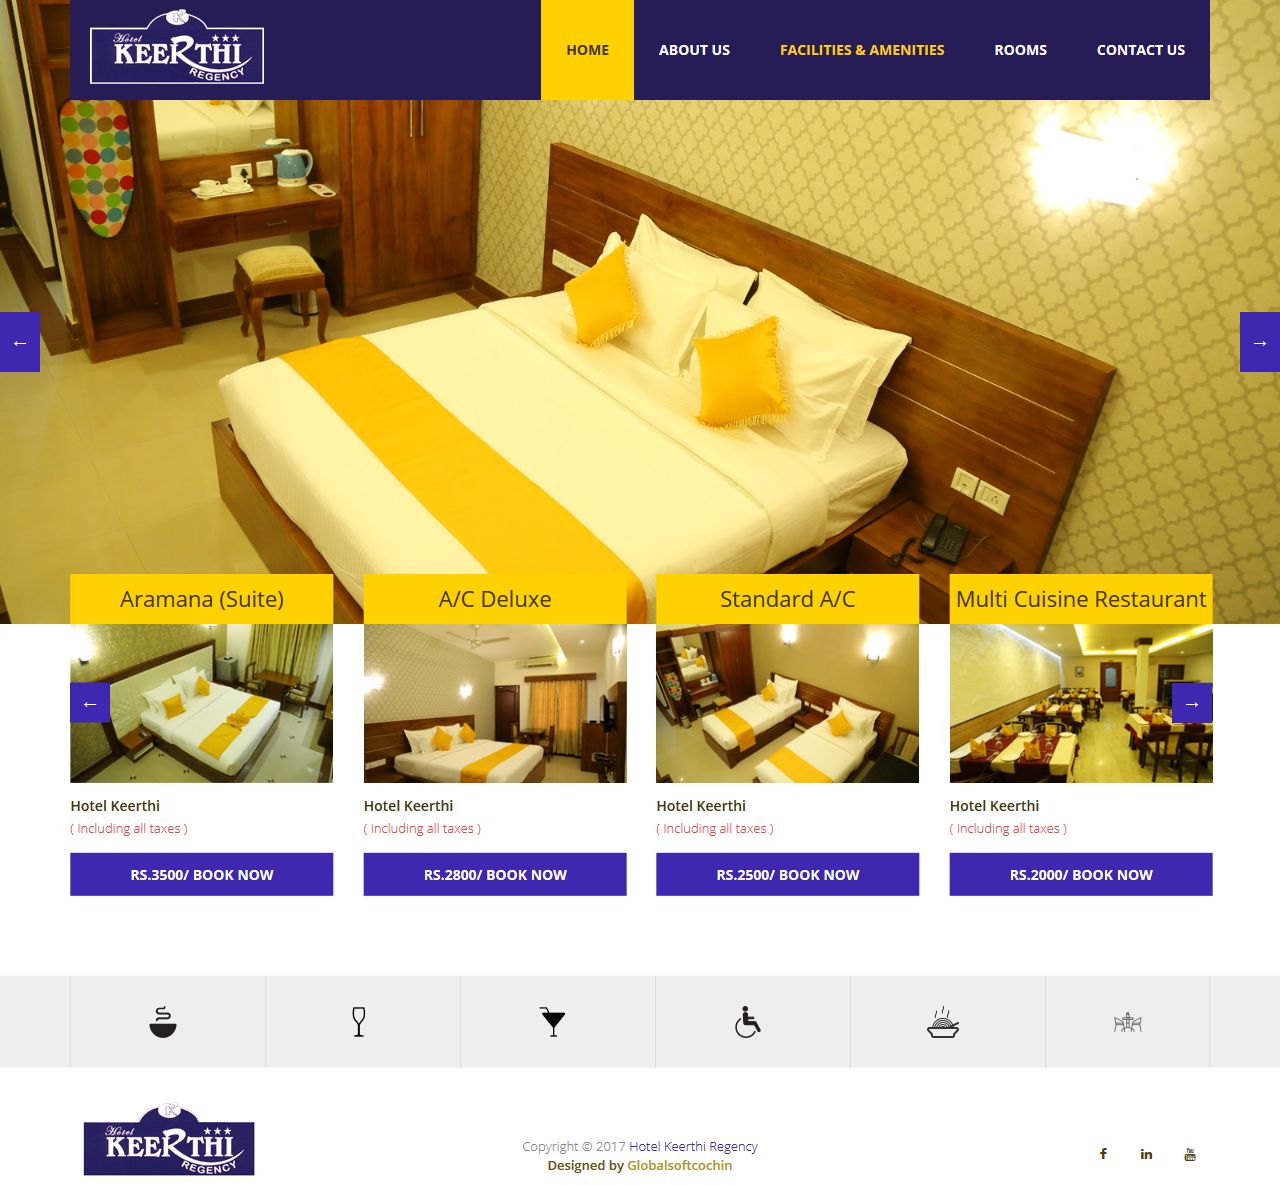 Hotel
KEERTHI
REGENCY
HOME
ABOUT US
FACILITIES & AMENITIES
ROOMS
CONTACT US
←
→
Aramana (Suite)
A/C Deluxe
Standard A/C
Multi Cuisine Restaurant
←
→
Hotel Keerthi
( Including all taxes )
RS.3500/ BOOK NOW
Hotel Keerthi
( Including all taxes )
RS.2800/ BOOK NOW
Hotel Keerthi
( Including all taxes )
RS.2500/ BOOK NOW
Hotel Keerthi
( Including all taxes )
RS.2000/ BOOK NOW
Hotel
KEERTHI
REGENCY
Copyright © 2017 Hotel Keerthi Regency
Designed by Globalsoftcochin